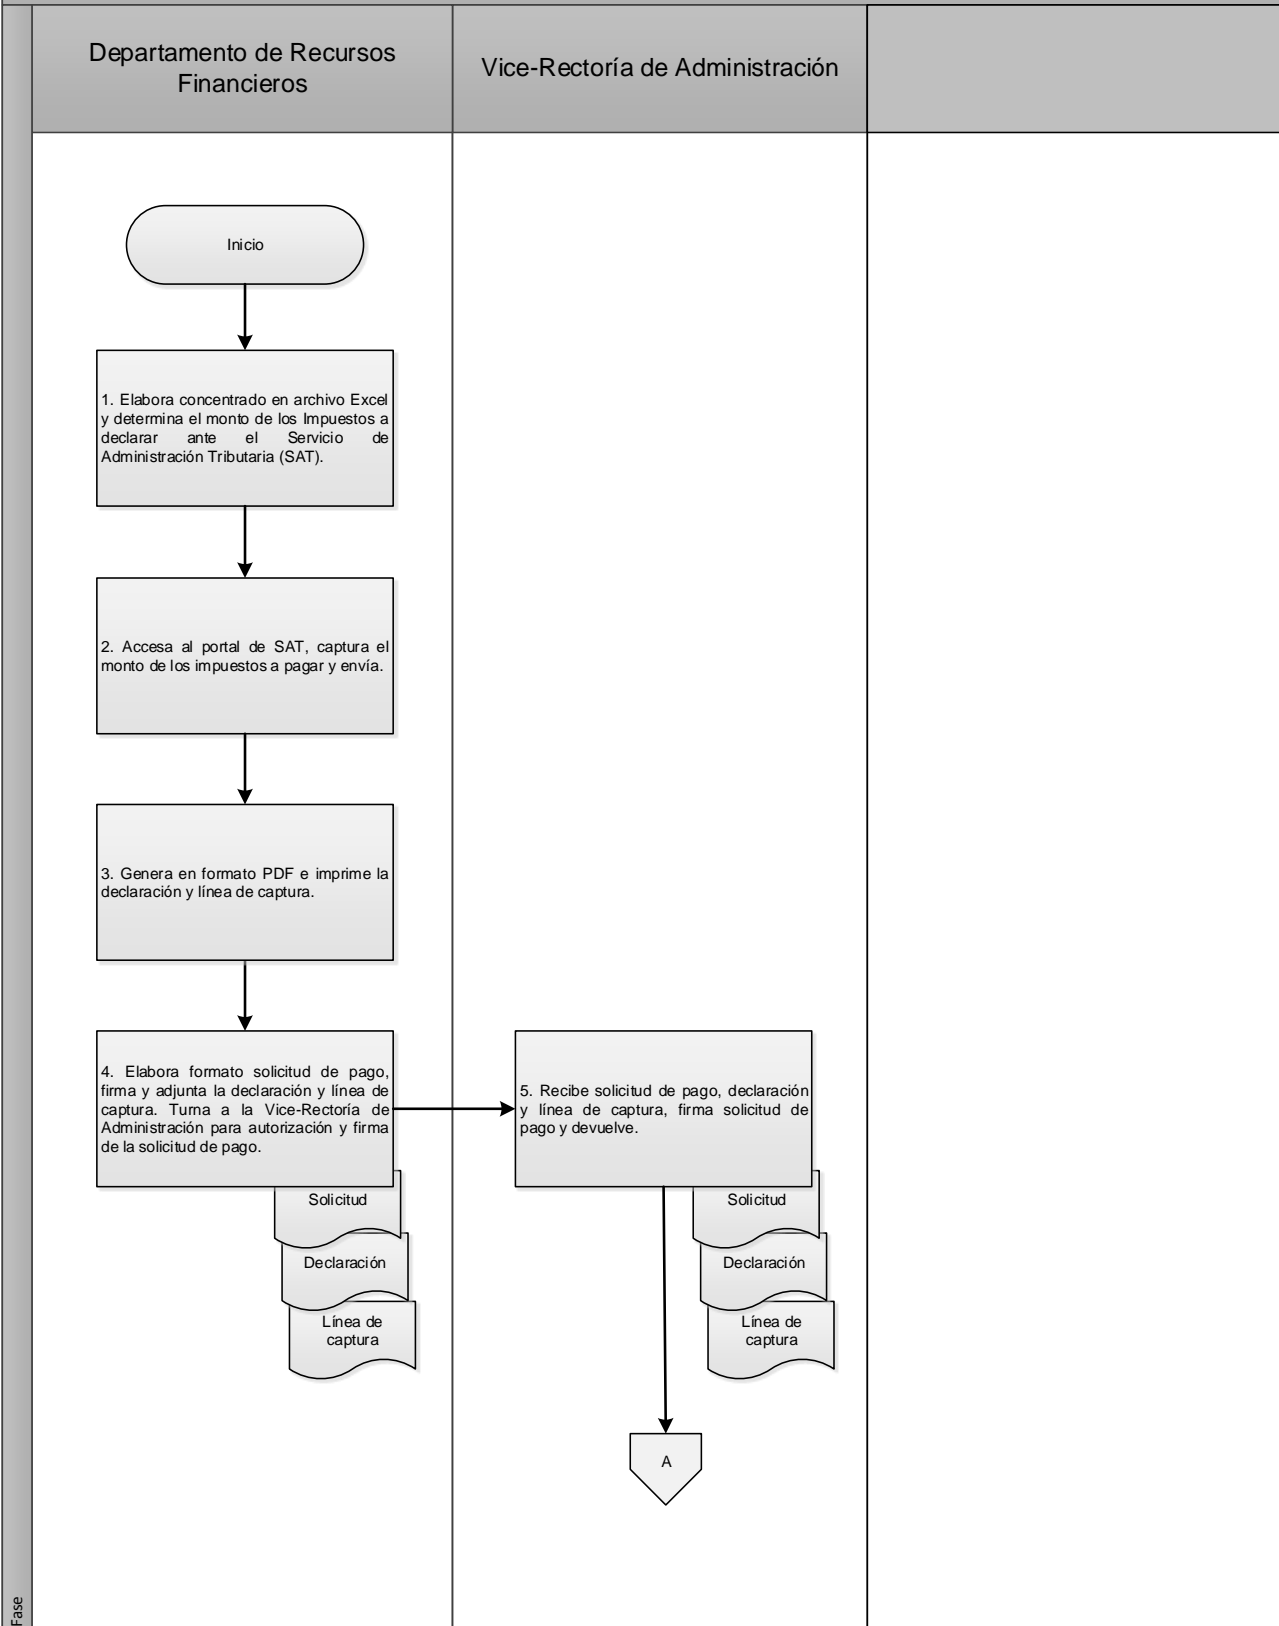 Departamento de Recursos
Financieros
Vice-Rectoría de Administración
Inicio
1. Elabora concentrado en archivo Excel
y determina el monto de los Impuestos a
declarar ante el Servicio de
Administración Tributaria (SAT).
2. Accesa al portal de SAT, captura el
monto de los impuestos a pagar y envía.
3. Genera en formato PDF e imprime la
declaración y línea de captura.
4. Elabora formato solicitud de pago,
firma y adjunta la declaración y línea de
captura. Turna a la Vice-Rectoría de
Administración para autorización y firma
de la solicitud de pago.
Solicitud
Declaración
Línea de
captura
5. Recibe solicitud de pago, declaración
y línea de captura, firma solicitud de
pago y devuelve.
Solicitud
Declaración
Línea de
captura
A
Fase